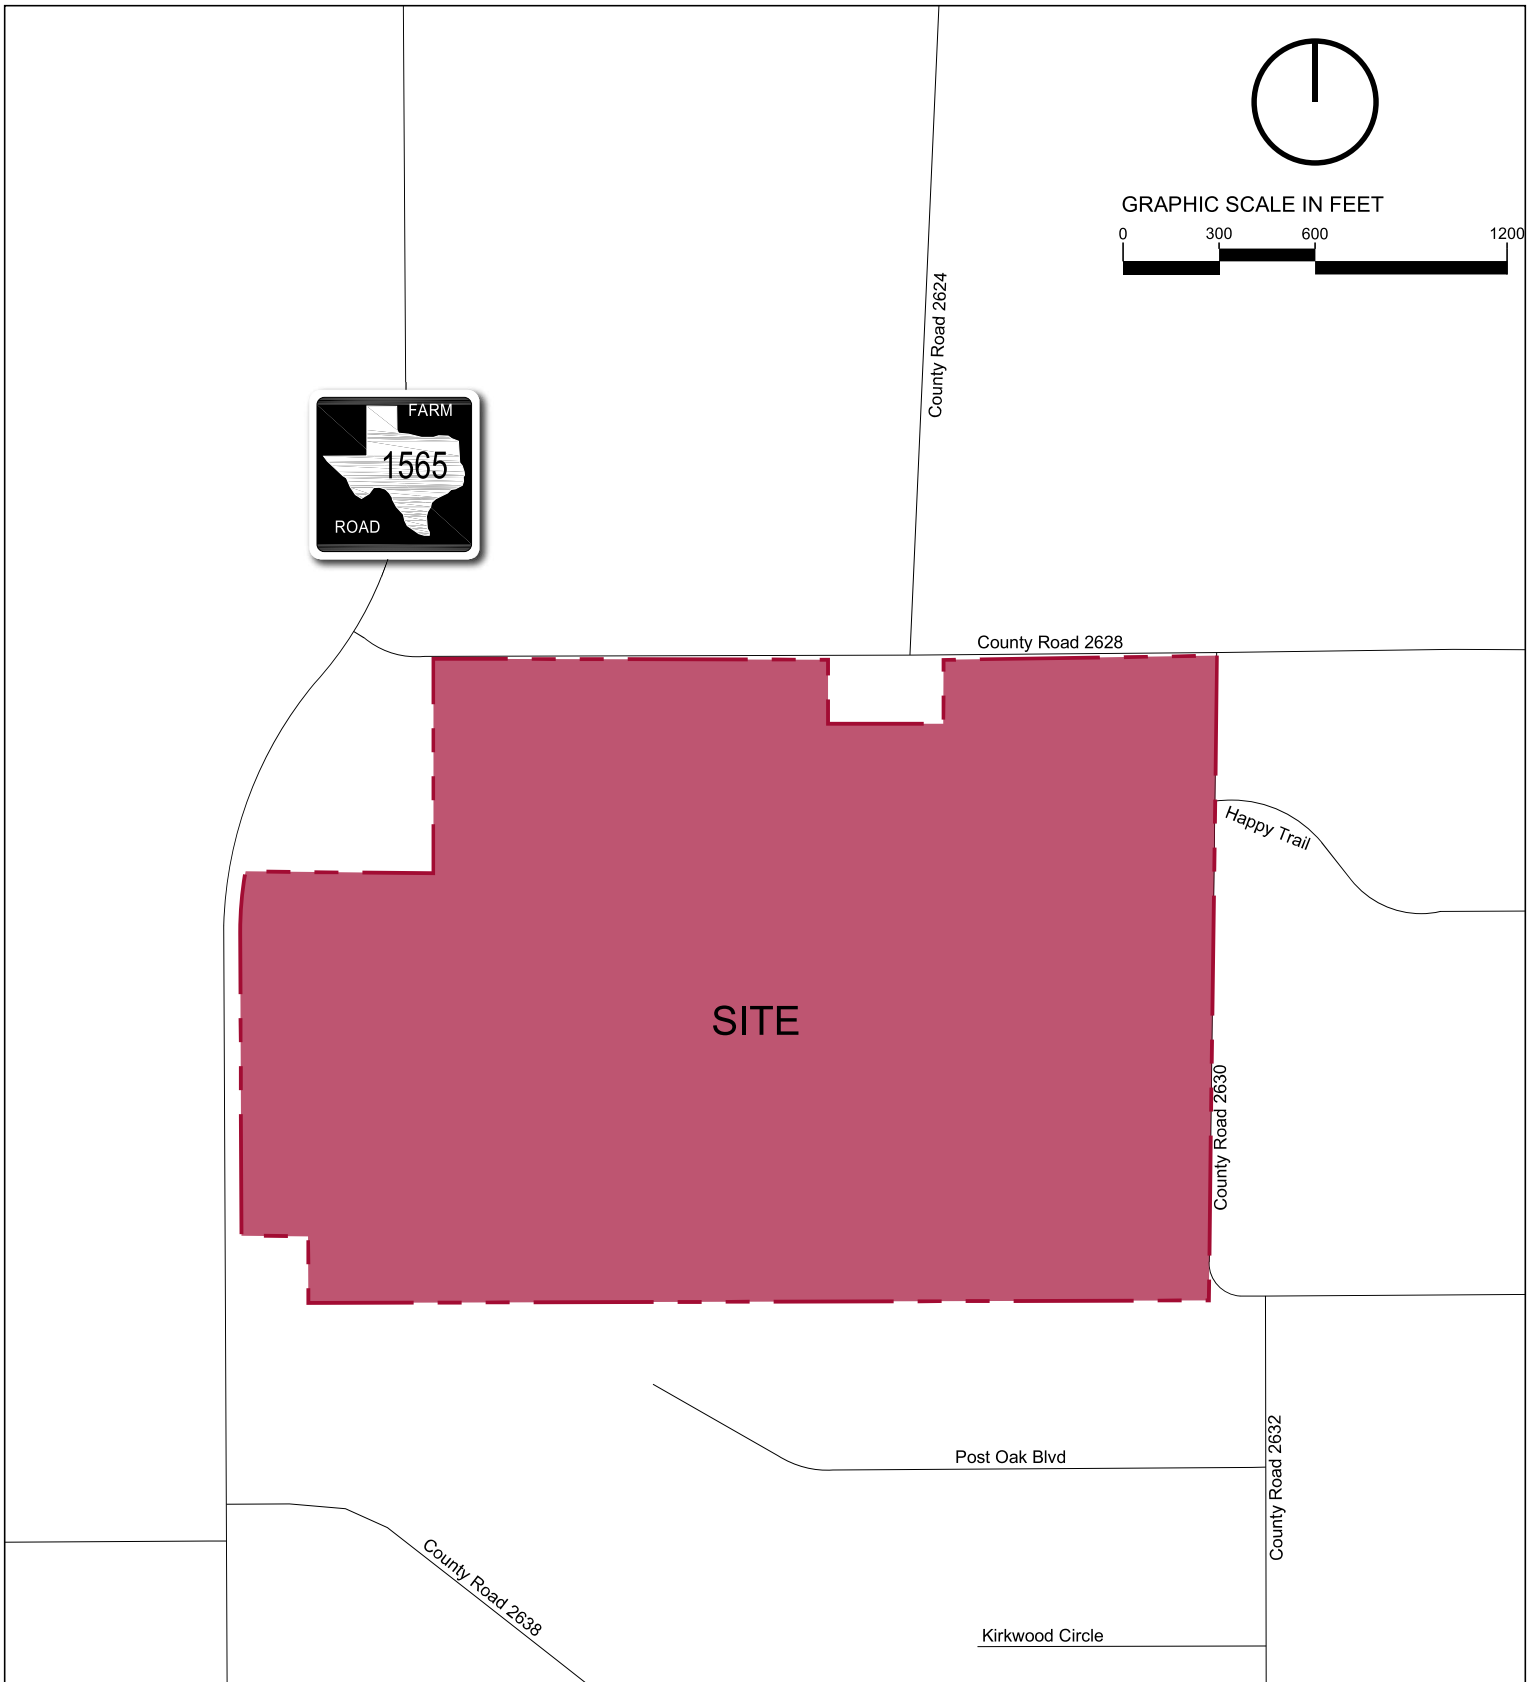 GRAPHIC SCALE IN FEET
0 300 600 1200
County Road 2624
FARM
1565
ROAD
County Road 2628
Happy Trail
SITE
County Road 2630
Post Oak Blvd
County Road 2632
County Road 2638
Kirkwood Circle